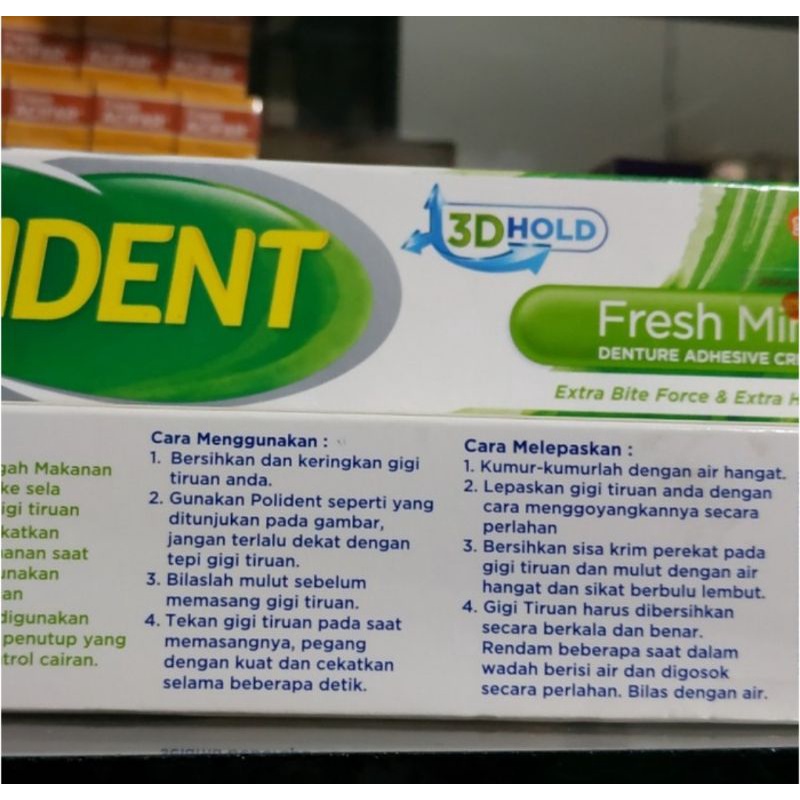 IDENT
3DHOLD
Fresh Min
DENTURE ADHESIVE CRE
Extra Bite Force & Extra H
gah Makanan
ke sela
igi tiruan
katkan
anan saat
unakan
an
digunakan
penutup yang
trol cairan.
Cara Menggunakan :
1. Bersihkan dan keringkan gigi
tiruan anda.
2. Gunakan Polident seperti yang
ditunjukan pada gambar,
jangan terlalu dekat dengan
tepi gigi tiruan.
3. Bilaslah mulut sebelum
memasang gigi tiruan.
4. Tekan gigi tiruan pada saat
memasangnya, pegang
dengan kuat dan cekatkan
selama beberapa detik.
Cara Melepaskan :
1. Kumur-kumurlah dengan air hangat.
2. Lepaskan gigi tiruan anda dengan
cara menggoyangkannya secara
perlahan
3. Bersihkan sisa krim perekat pada
gigi tiruan dan mulut dengan air
hangat dan sikat berbulu lembut.
4. Gigi Tiruan harus dibersihkan
secara berkala dan benar.
Rendam beberapa saat dalam
wadah berisi air dan digosok
secara perlahan. Bilas dengan air.